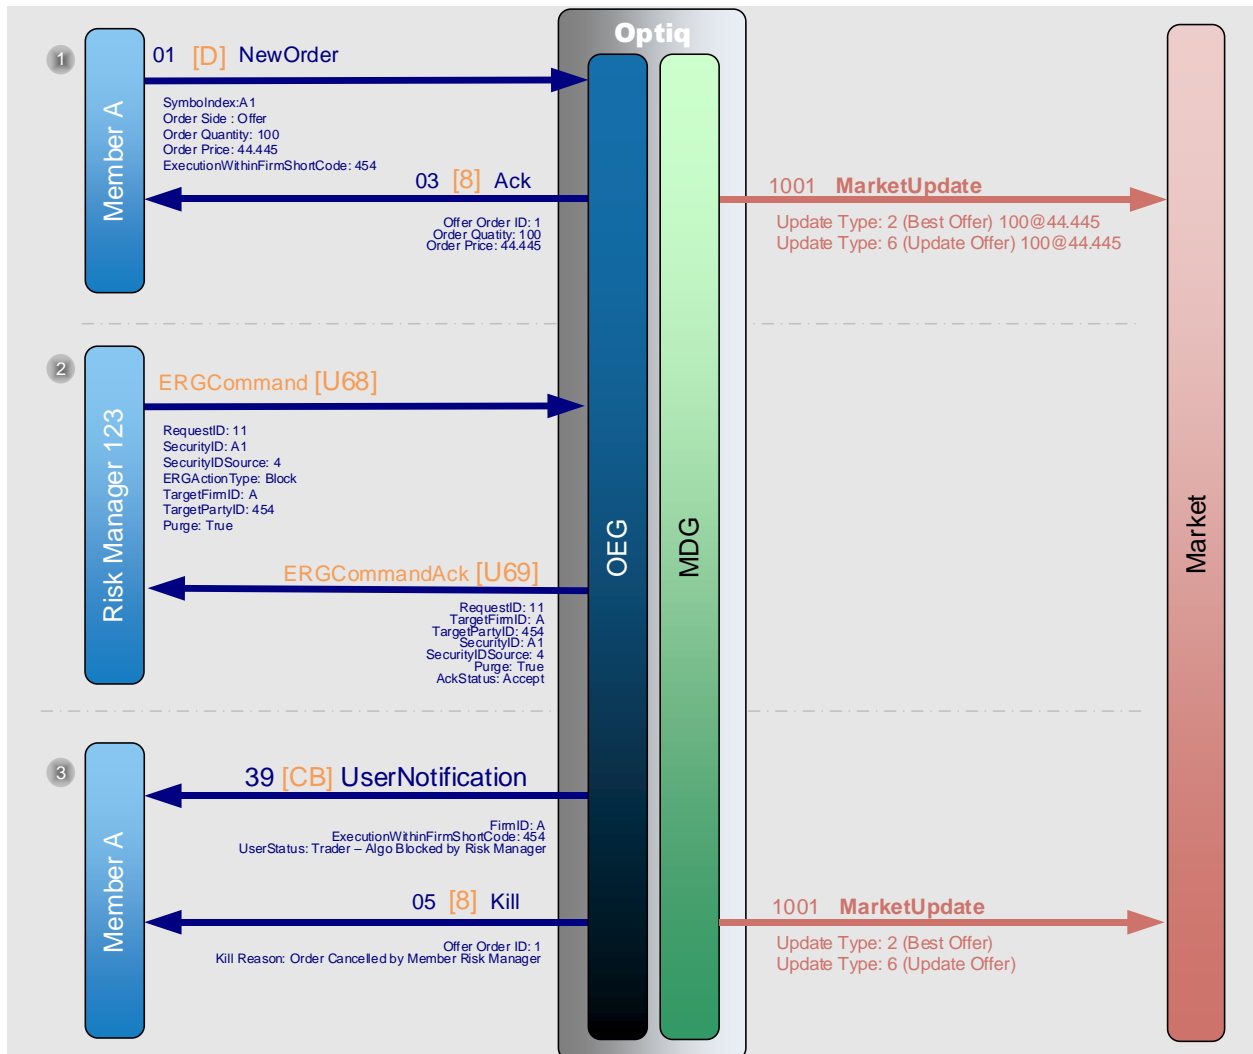 Optiq
1
Member A
01 [D] NewOrder
SymbolIndex:A1
Order Side : Offer
Order Quantity: 100
Order Price: 44.445
ExecutionWithinFirmShortCode: 454
03 [8] Ack
Offer Order ID: 1
Order Quatity: 100
Order Price: 44.445
1001 MarketUpdate
Update Type: 2 (Best Offer) 100@44.445
Update Type: 6 (Update Offer) 100@44.445
2
Risk Manager 123
ERGCommand [U68]
RequestID: 11
SecurityID: A1
SecurityIDSource: 4
ERGActionType: Block
TargetFirmID: A
TargetPartyID: 454
Purge: True
OEG
MDG
Market
ERGCommandAck [U69]
RequestID: 11
TargetFirmID: A
TargetPartyID: 454
SecurityID: A1
SecurityIDSource: 4
Purge: True
AckStatus: Accept
3
Member A
39 [CB] UserNotification
FirmID: A
ExecutionWithinFirmShortCode: 454
UserStatus: Trader – Algo Blocked by Risk Manager
05 [8] Kill
Offer Order ID: 1
Kill Reason: Order Cancelled by Member Risk Manager
1001 MarketUpdate
Update Type: 2 (Best Offer)
Update Type: 6 (Update Offer)